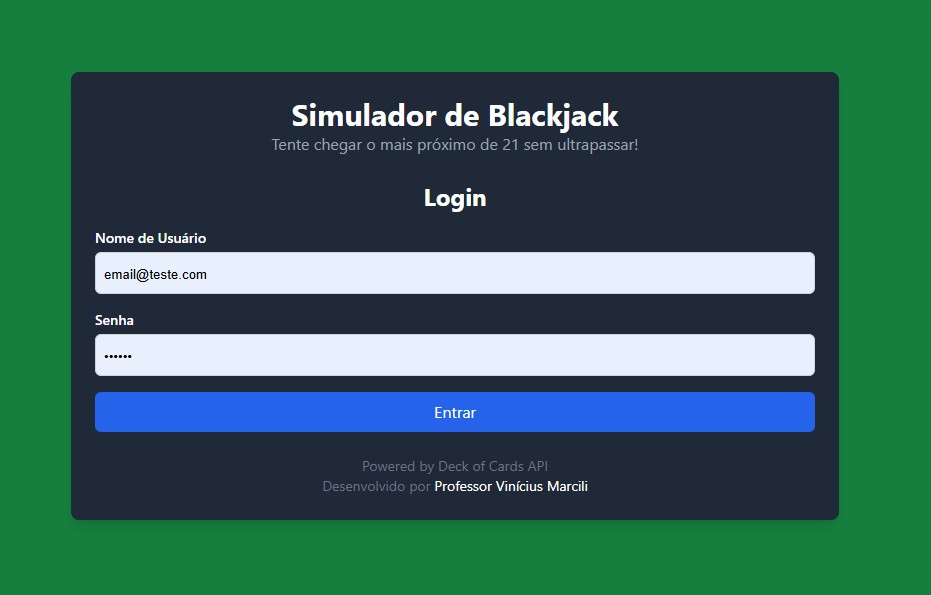 Simulador de Blackjack
Tente chegar o mais próximo de 21 sem ultrapassar!
Login
Nome de Usuário
email@teste.com
Senha
••••••
Entrar
Powered by Deck of Cards API
Desenvolvido por Professor Vinícius Marcili